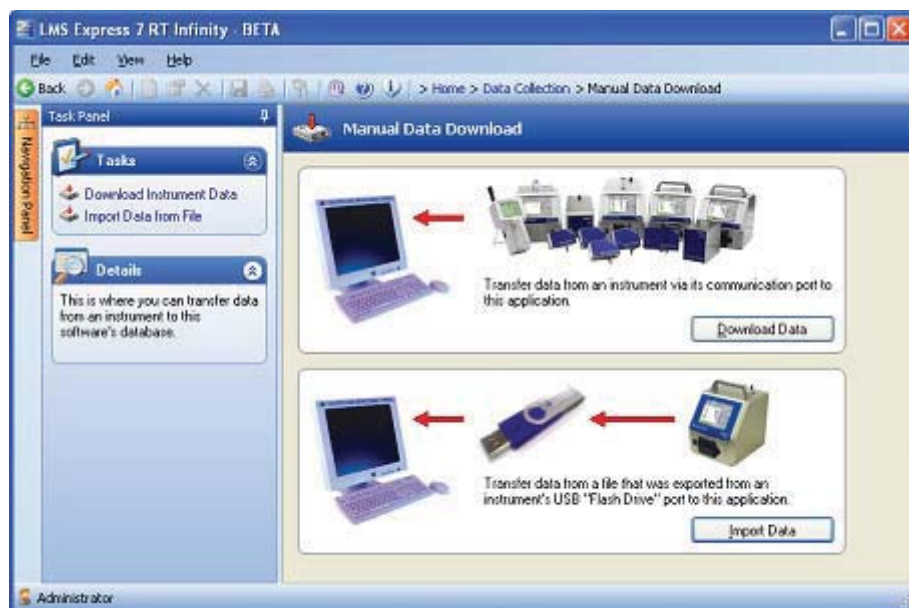 LMS Express 7 RT Infinity - BETA
File Edit View Help
Back > Home > Data Collection > Manual Data Download
Navigation Panel
Task Panel
Tasks
Download Instrument Data
Import Data from File
Details
This is where you can transfer data
from an instrument to this
software's database.
Manual Data Download
Transfer data from an instrument via its communication port to
this application.
Download Data
Transfer data from a file that was exported from an
instrument's USB "Flash Drive" port to this application.
Import Data
Administrator